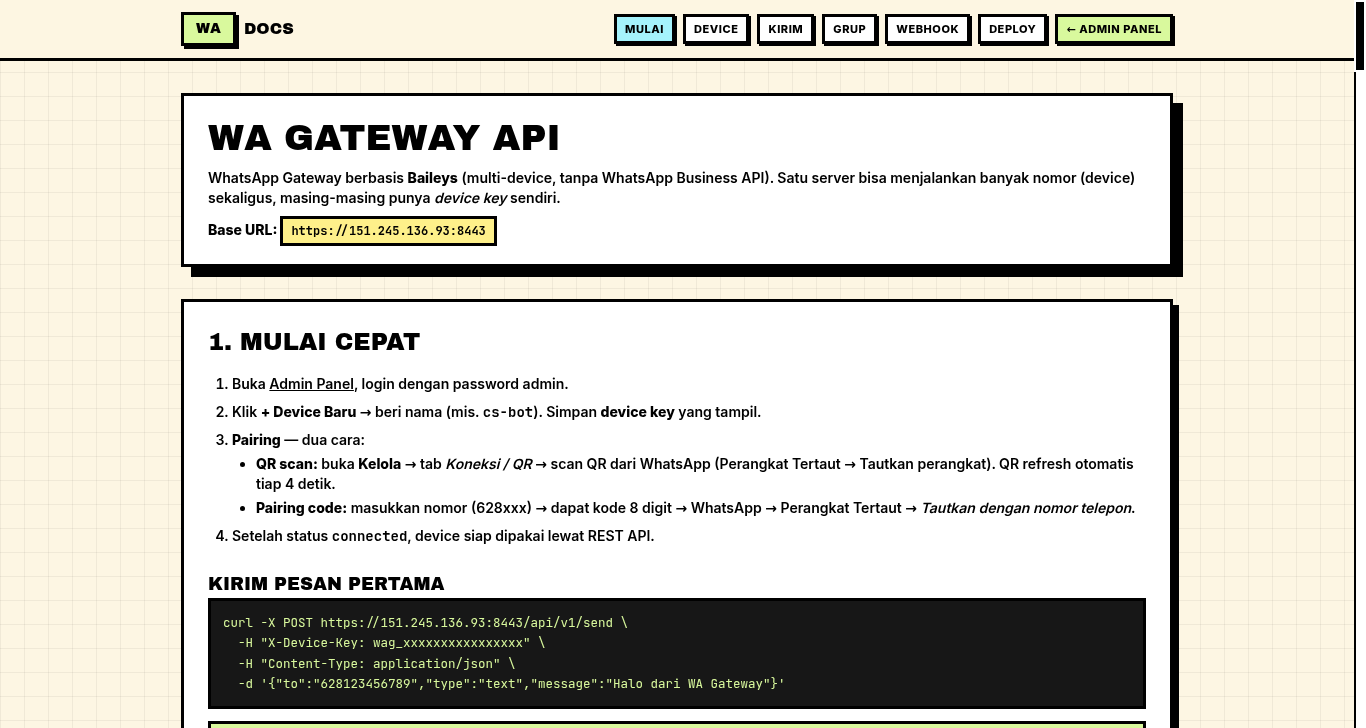 WA DOCS
MULAI DEVICE KIRIM GRUP WEBHOOK DEPLOY ← ADMIN PANEL
WA GATEWAY API
WhatsApp Gateway berbasis Baileys (multi-device, tanpa WhatsApp Business API). Satu server bisa menjalankan banyak nomor (device)
sekaligus, masing-masing punya device key sendiri.
Base URL: https://151.245.136.93:8443
1. MULAI CEPAT
1. Buka Admin Panel, login dengan password admin.
2. Klik + Device Baru → beri nama (mis. cs-bot). Simpan device key yang tampil.
3. Pairing — dua cara:
• QR scan: buka Kelola → tab Koneksi / QR → scan QR dari WhatsApp (Perangkat Tertaut → Tautkan perangkat). QR refresh otomatis
tiap 4 detik.
• Pairing code: masukkan nomor (628xxx) → dapat kode 8 digit → WhatsApp → Perangkat Tertaut → Tautkan dengan nomor telepon.
4. Setelah status connected, device siap dipakai lewat REST API.
KIRIM PESAN PERTAMA
curl -X POST https://151.245.136.93:8443/api/v1/send \
-H "X-Device-Key: wag_xxxxxxxxxxxxxxxx" \
-H "Content-Type: application/json" \
-d '{"to":"628123456789","type":"text","message":"Halo dari WA Gateway"}'